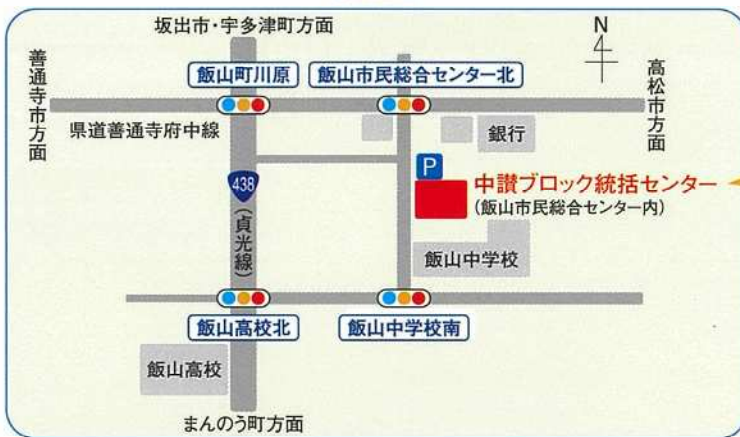 坂出市・宇多津町方面
N
善通寺市方面
飯山町川原
飯山市民総合センター北
高松市方面
県道善通寺府中線
銀行
P
438
(貞光線)
中讃ブロック統括センター
(飯山市民総合センター内)
飯山中学校
飯山高校北
飯山中学校南
飯山高校
まんのう町方面